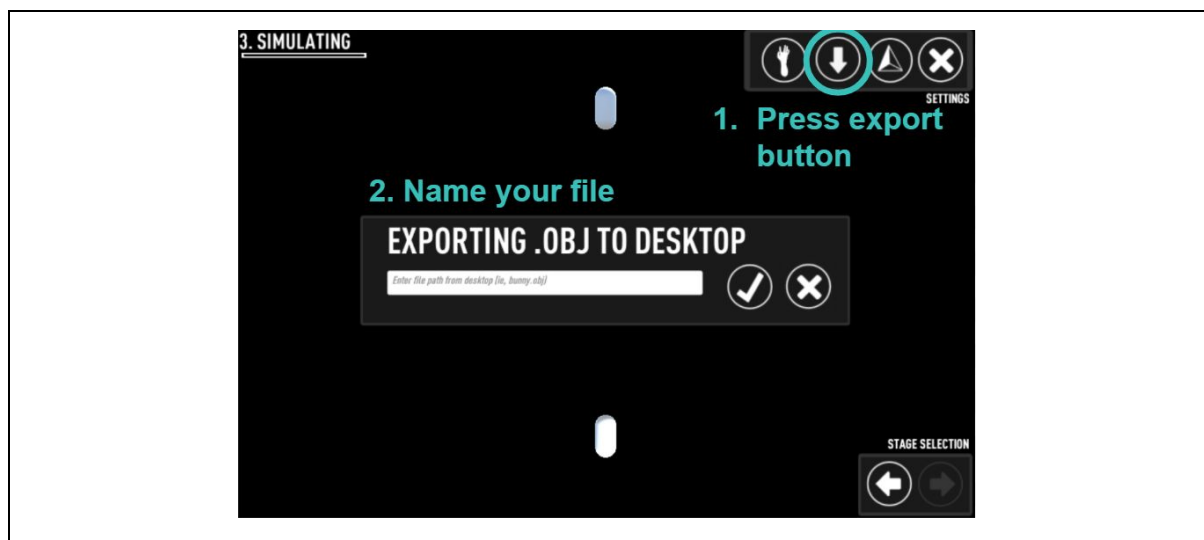 3. SIMULATING
SETTINGS
1. Press export
button
2. Name your file
EXPORTING .OBJ TO DESKTOP
Enter file path from desktop (ie, bunny.obj)
STAGE SELECTION